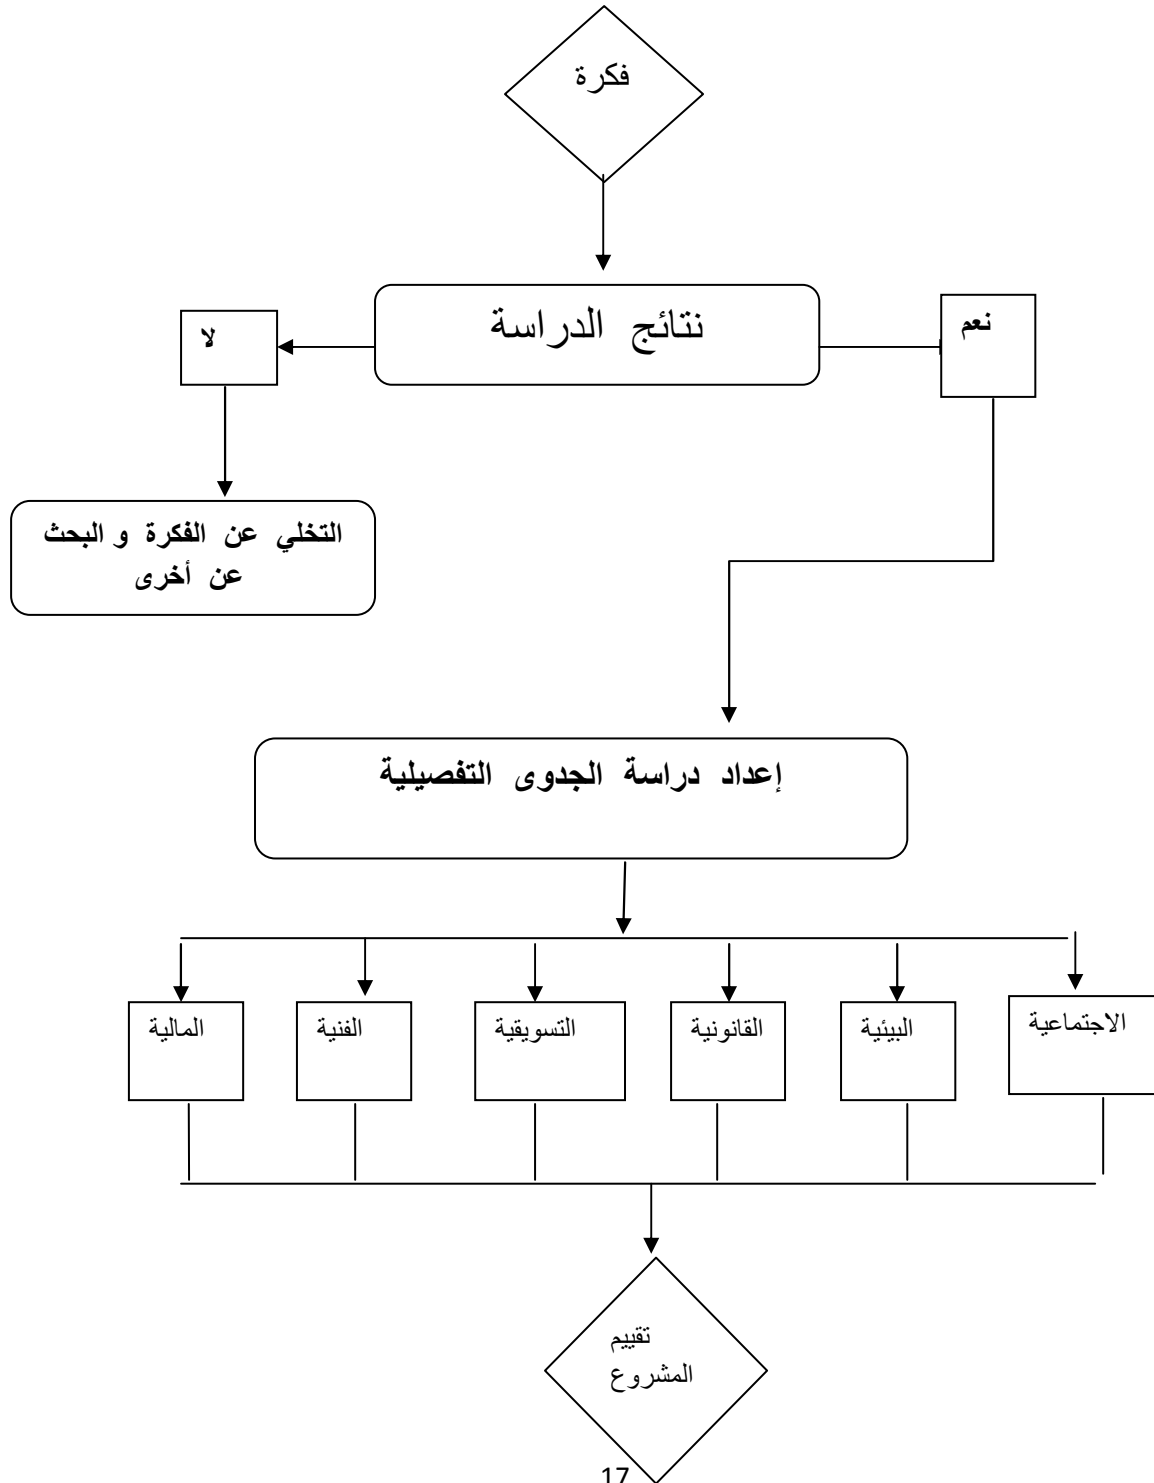 فكرة
نتائج الدراسة
نعم
لا
التخلي عن الفكرة و البحث
عن أخرى
إعداد دراسة الجدوى التفصيلية
الاجتماعية
البيئية
القانونية
التسويقية
الفنية
المالية
تقييم
المشروع
17